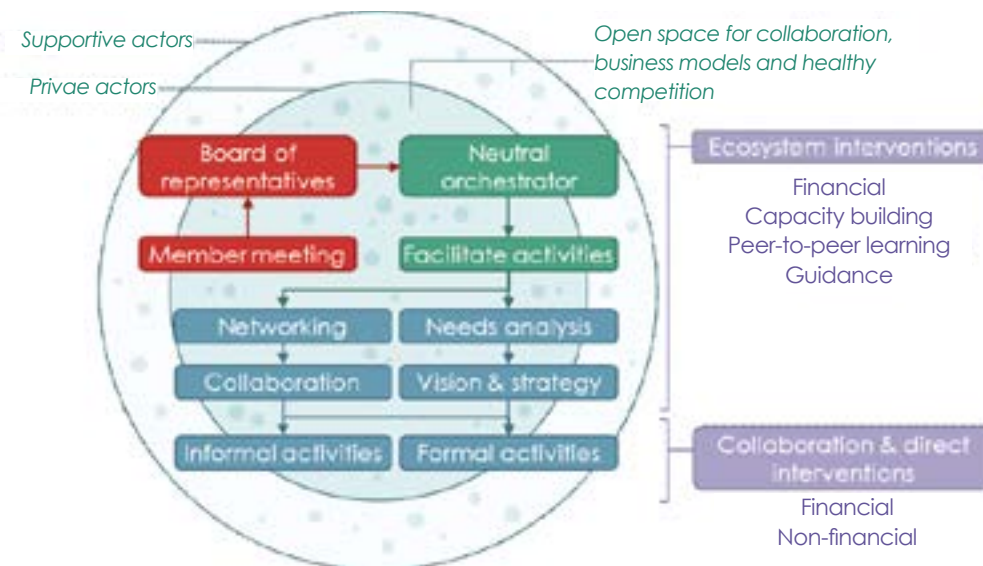 Supportive actors
Privae actors
Open space for collaboration,
business models and healthy
competition
Board of
representatives
Neutral
orchestrator
Member meeting
Facilitate activities
Networking
Needs analysis
Collaboration
Vision & strategy
Informal activities
Formal activities
Ecosystem interventions
Financial
Capacity building
Peer-to-peer learning
Guidance
Collaboration & direct
interventions
Financial
Non-financial